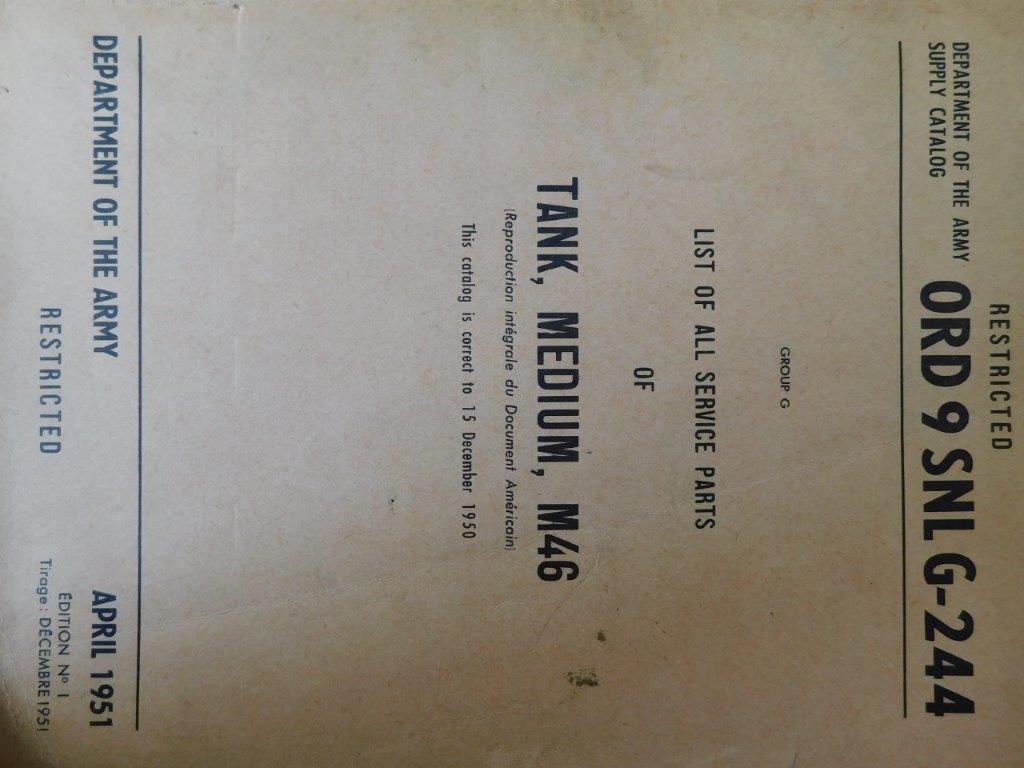 RESTRICTED
DEPARTMENT OF THE ARMY
SUPPLY CATALOG
ORD 9 SNL G-244
GROUP G
LIST OF ALL SERVICE PARTS
OF
TANK, MEDIUM, M46
(Reproduction intégrale du Document Américain)
This catalog is correct to 15 December 1950
DEPARTMENT OF THE ARMY
APRIL 1951
RESTRICTED
ÉDITION Nº 1
Tirage : DÉCEMBRE 1951